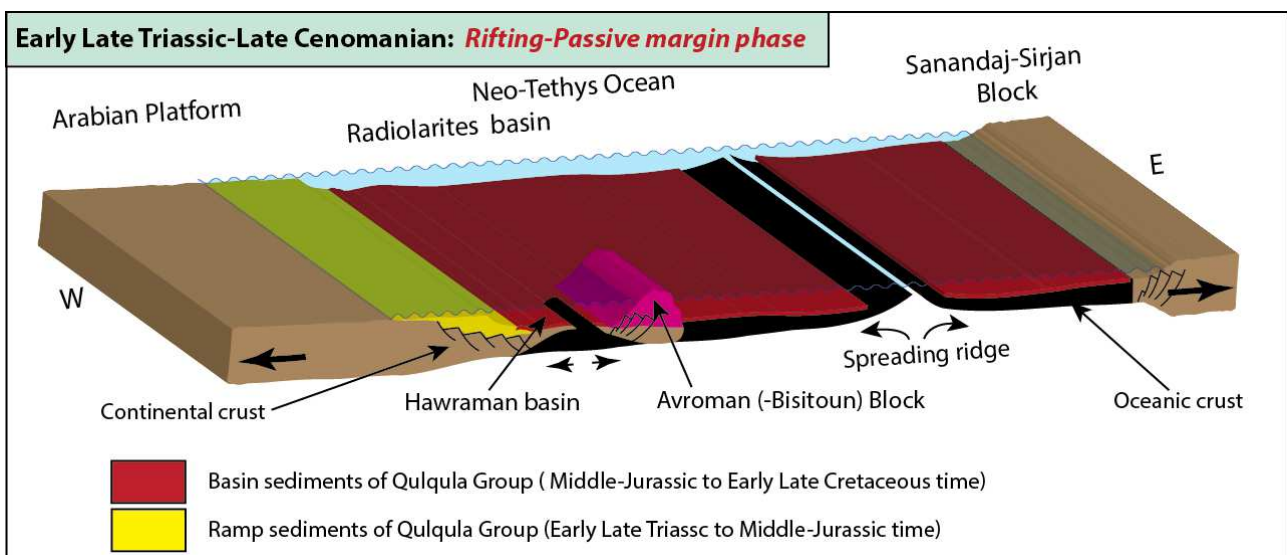 Early Late Triassic-Late Cenomanian: Rifting-Passive margin phase
Arabian Platform
Radiolarites basin
Neo-Tethys Ocean
Sanandaj-Sirjan
Block
E
W
Spreading ridge
Continental crust
Hawraman basin
Avroman (-Bisitoun) Block
Oceanic crust
Basin sediments of Qulqula Group ( Middle-Jurassic to Early Late Cretaceous time)
Ramp sediments of Qulqula Group (Early Late Triassc to Middle-Jurassic time)